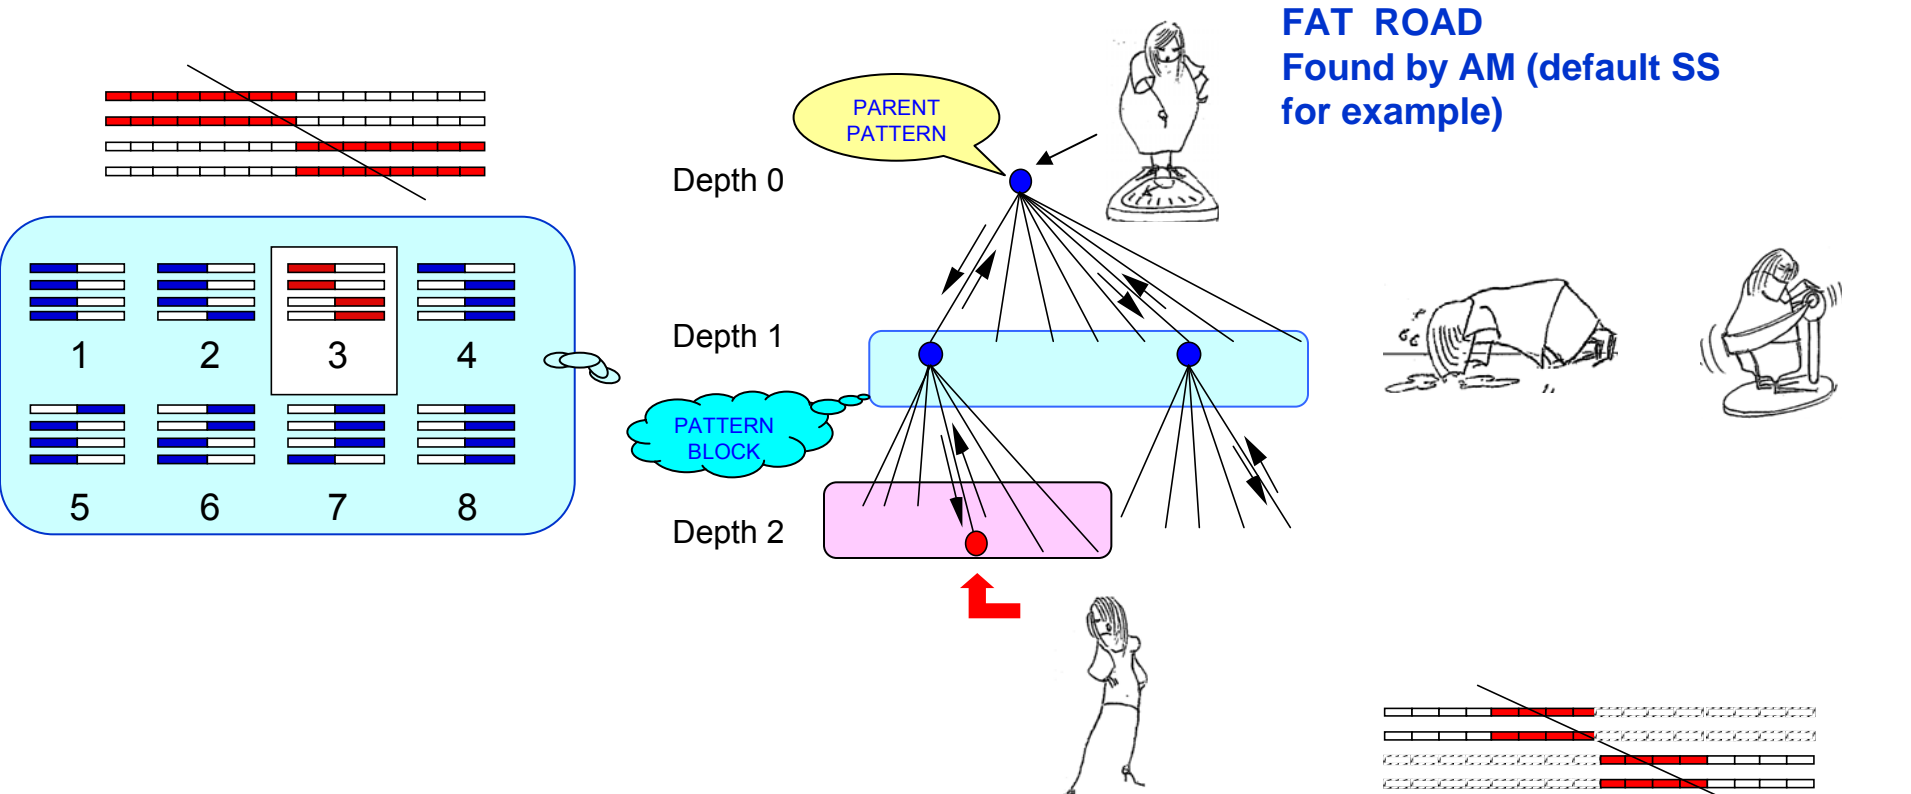 FAT ROAD
Found by AM (default SS
for example)
PARENT
PATTERN
Depth 0
Depth 1
PATTERN
BLOCK
Depth 2
1 2 3 4
5 6 7 8